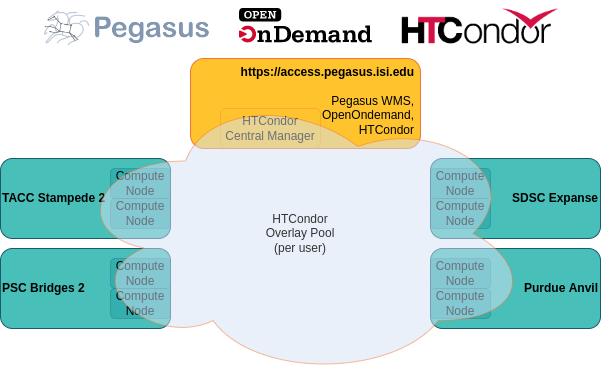 Pegasus
OPEN
OnDemand
HTCondor
https://access.pegasus.isi.edu
Pegasus WMS,
OpenOndemand,
HTCondor
HTCondor
Central Manager
TACC Stampede 2
Compute
Node
Compute
Node
Compute
Node
Compute
Node
SDSC Expanse
HTCondor
Overlay Pool
(per user)
PSC Bridges 2
Compute
Node
Compute
Node
Compute
Node
Compute
Node
Purdue Anvil